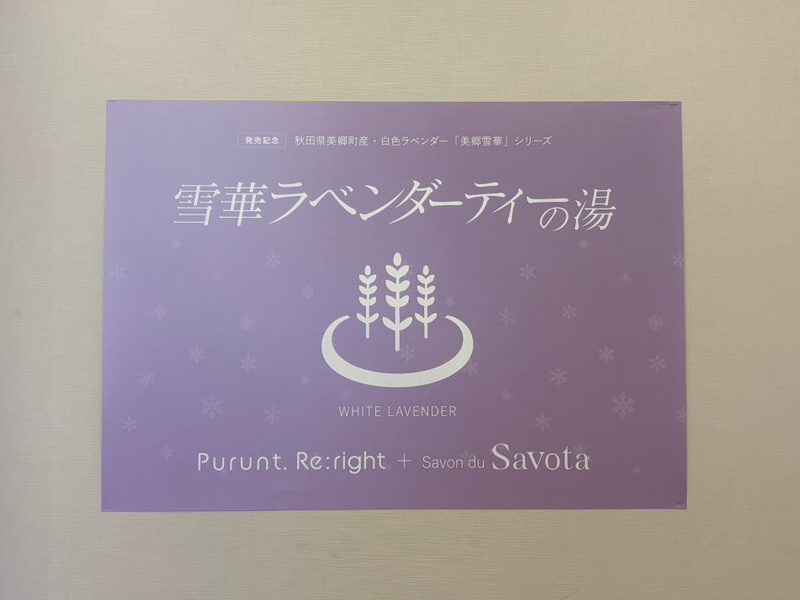 発売記念 秋田県美郷町産・白色ラベンダー「美郷雪華」シリーズ
雪華ラベンダーティーの湯
WHITE LAVENDER
Purunt. Re:right + Savon du Savota